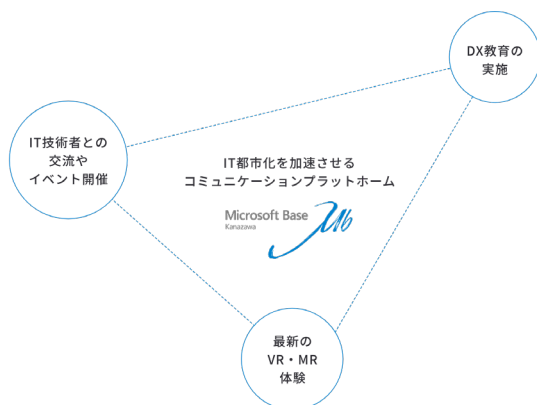 DX教育の
実施
IT技術者との
交流や
イベント開催
IT都市化を加速させる
コミュニケーションプラットホーム
Microsoft Base
Kanazawa
Mb
最新の
VR・MR
体験